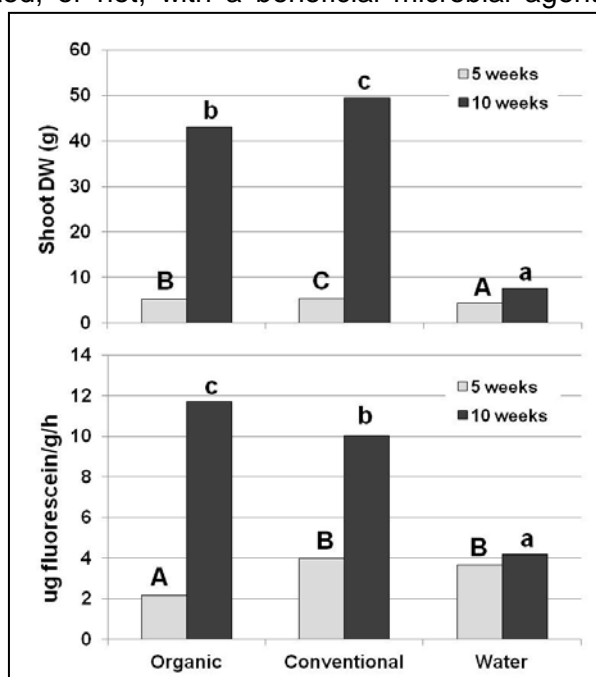 or not, with a beneficial microbial agent
60
50
40
30
20
10
0
Shoot DW (g)
5 weeks
10 weeks
B
b
C
c
A
a
14
12
10
8
6
4
2
0
ug fluorescein/g/h
5 weeks
10 weeks
A
c
B
b
B
a
Organic Conventional Water